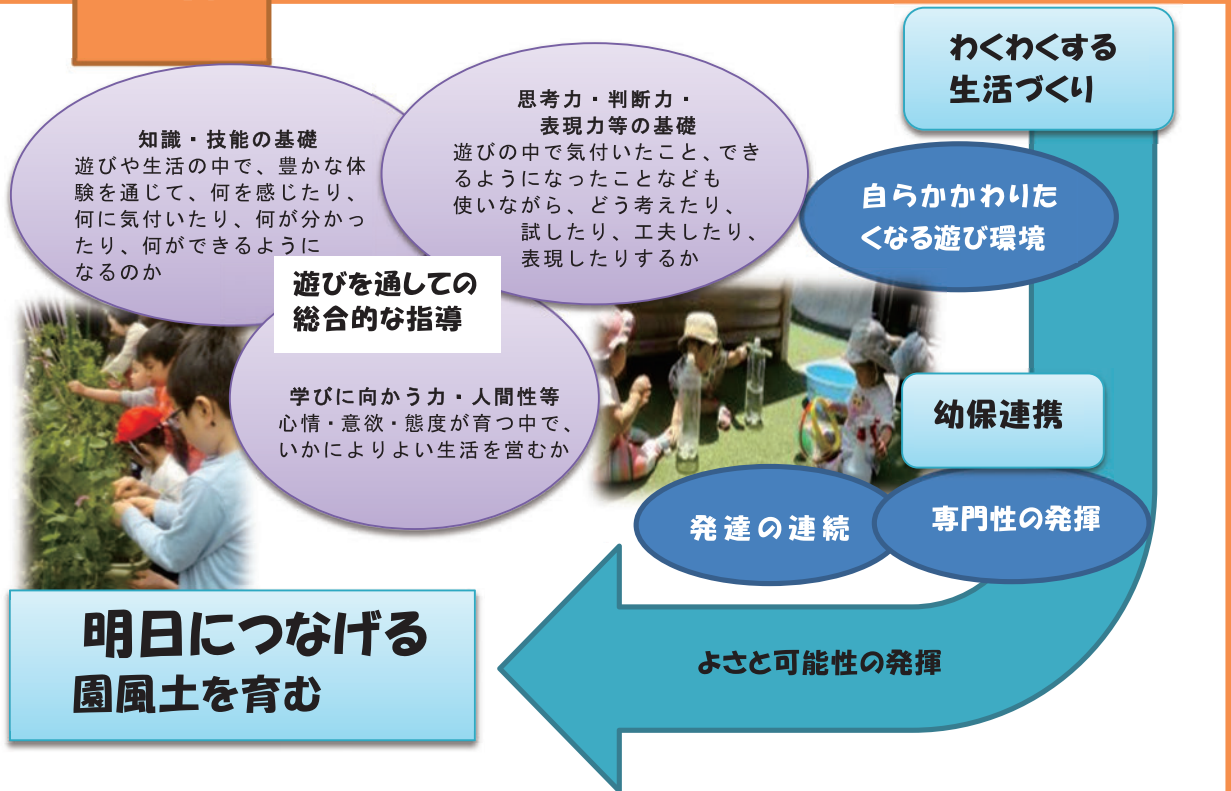 知識・技能の基礎
遊びや生活の中で、豊かな体
験を通じて、何を感じたり、
何に気付いたり、何が分かっ
たり、何ができるように
なるのか
思考力・判断力・
表現力等の基礎
遊びの中で気付いたこと、でき
るようになったことなども
使いながら、どう考えたり、
試したり、工夫したり、
表現したりするか
遊びを通しての
総合的な指導
学びに向かう力・人間性等
心情・意欲・態度が育つ中で、
いかによりよい生活を営むか
わくわくする
生活づくり
自らかかわりた
くなる遊び環境
幼保連携
発達の連続
専門性の発揮
よさと可能性の発揮
明日につなげる
園風土を育む